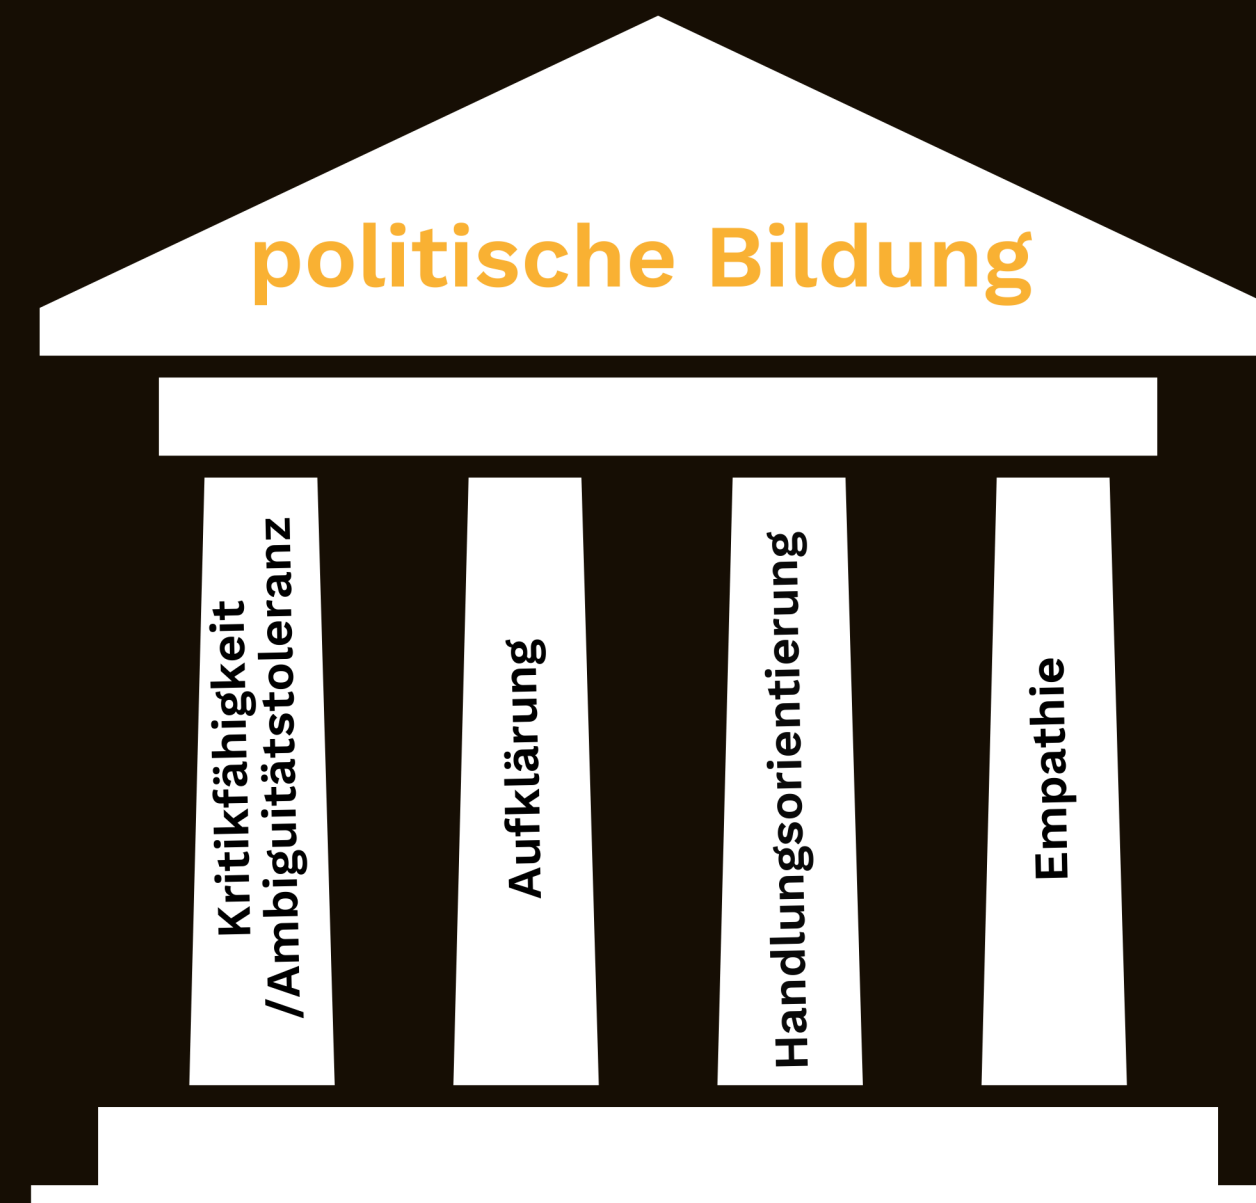 politische Bildung
Kritikfähigkeit
/Ambiguitätstoleranz
Aufklärung
Handlungsorientierung
Empathie